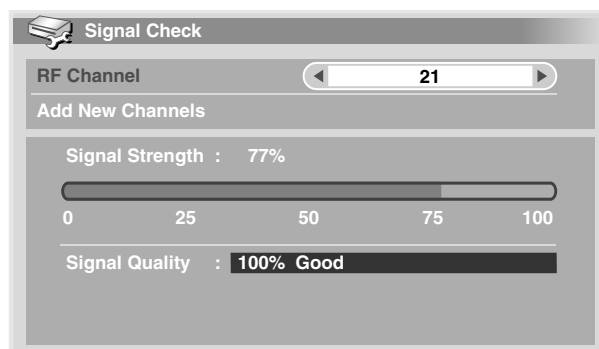 Signal Check
RF Channel 21
Add New Channels
Signal Strength : 77%
0 25 50 75 100
Signal Quality : 100% Good